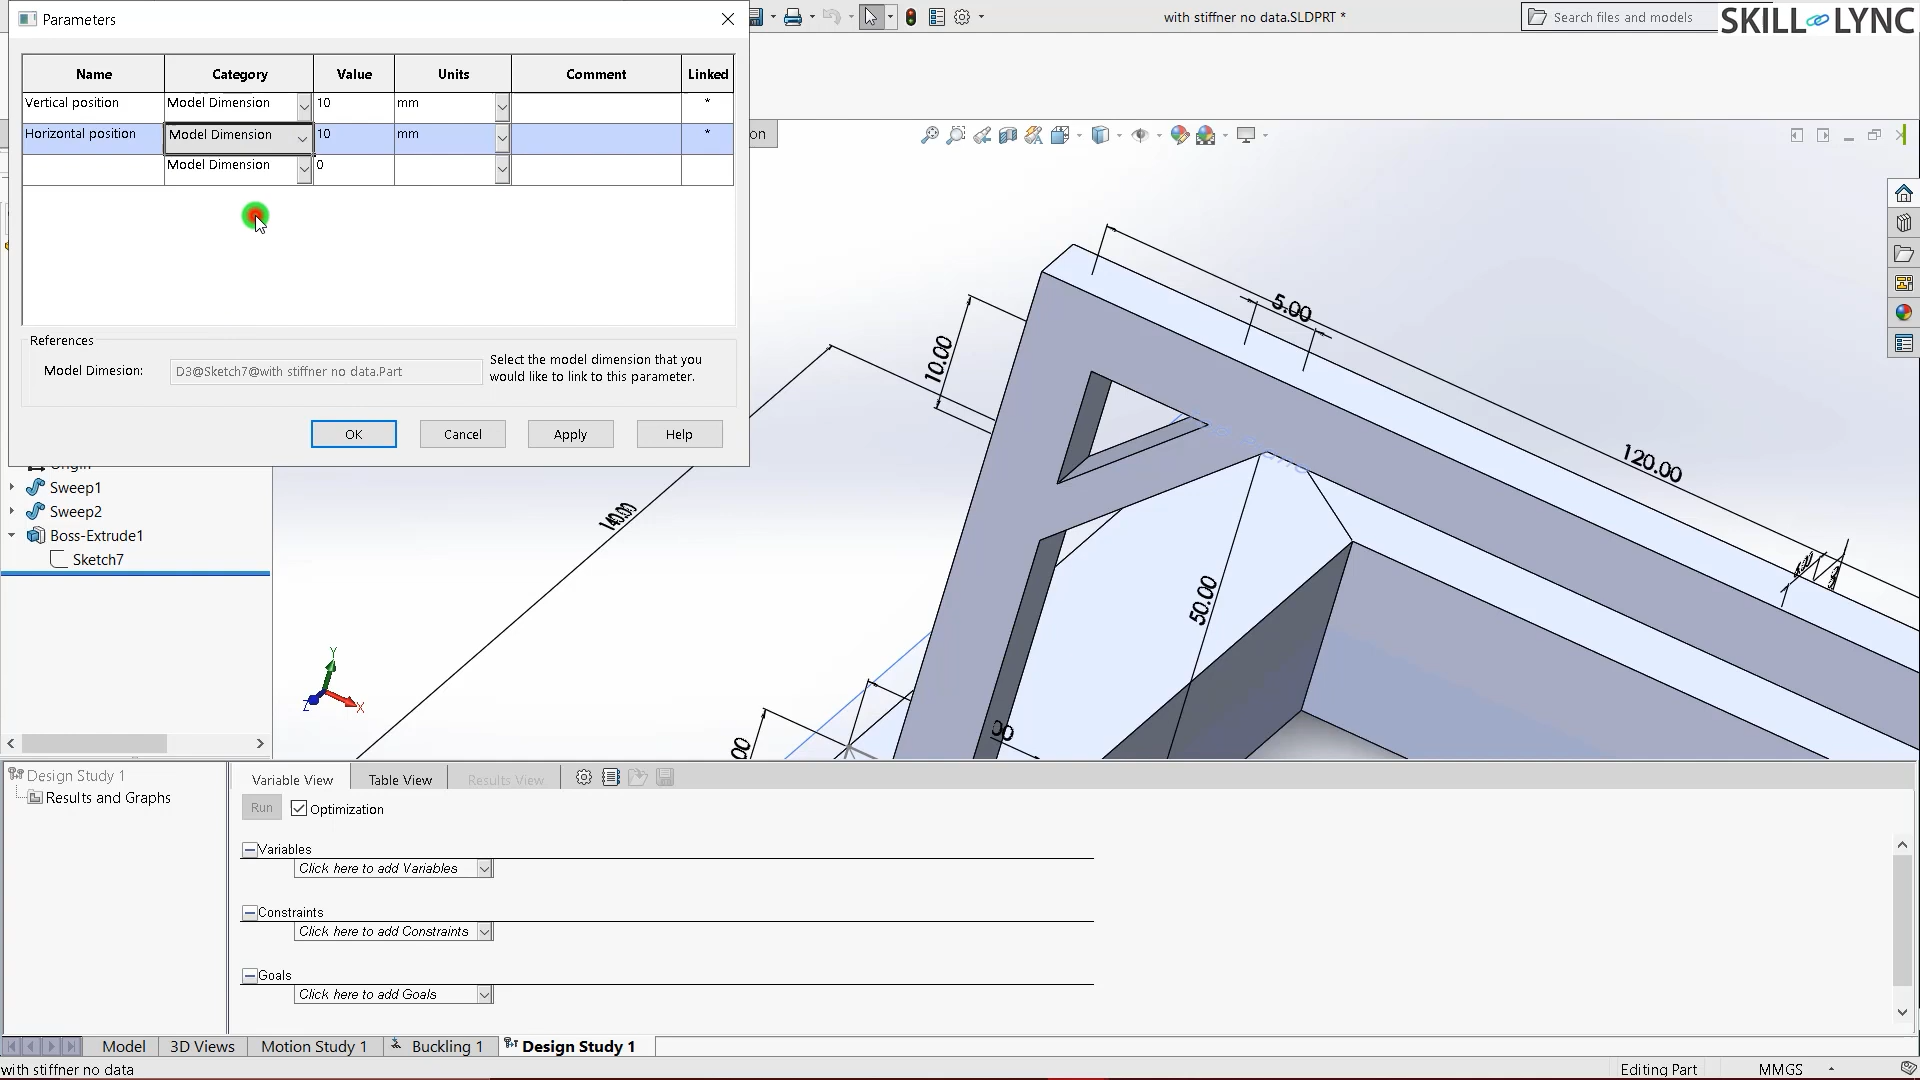 Parameters
with stiffner no data.SLDPRT *
Search files and models
SKILL LYNC
Name Category Value Units Comment Linked
Vertical position Model Dimension 10 mm *
Horizontal position Model Dimension 10 mm *
Model Dimension 0
on
References
Model Dimesion: D3@Sketch7@with stiffner no data.Part
Select the model dimension that you
would like to link to this parameter.
OK Cancel Apply Help
Origin
Sweep1
Sweep2
Boss-Extrude1
Sketch7
5.00
10.00
120.00
140.00
50.00
00
00
Y
Z
X
Design Study 1
Results and Graphs
Variable View Table View Results View
Run Optimization
Variables
Click here to add Variables
Constraints
Click here to add Constraints
Goals
Click here to add Goals
Model 3D Views Motion Study 1 Buckling 1 Design Study 1
with stiffner no data Editing Part MMGS